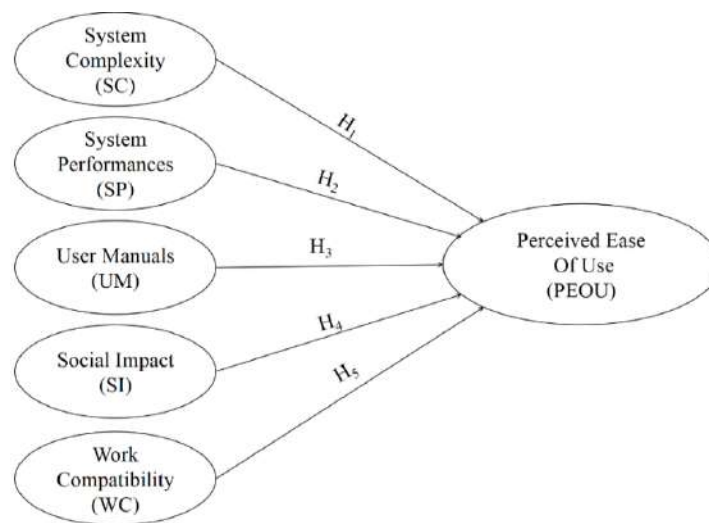 System
Complexity
(SC)
H1
System
Performances
(SP)
H2
User Manuals
(UM)
H3
Perceived Ease
Of Use
(PEOU)
Social Impact
(SI)
H4
Work
Compatibility
(WC)
H5